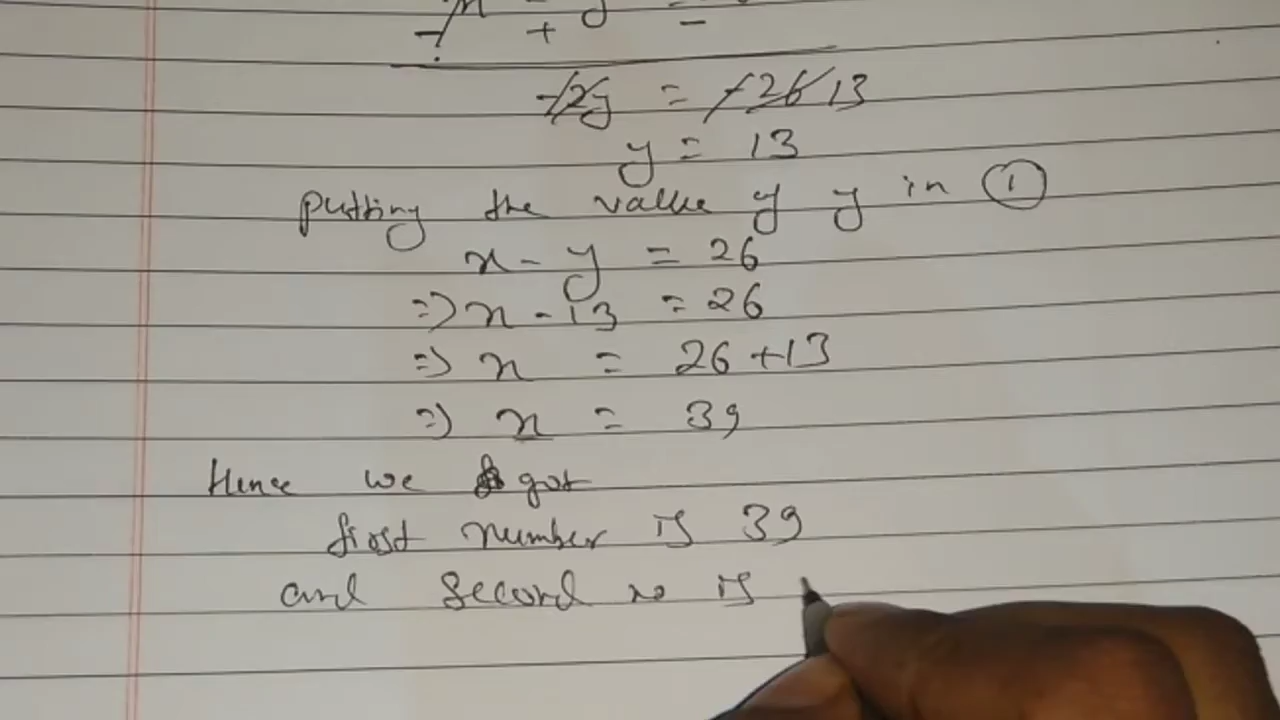 -2y = -26 13
y = 13
putting the value of y in ①
x - y = 26
=> x - 13 = 26
=> x = 26 + 13
=> x = 39
Hence we got
first number is 39
and second no is